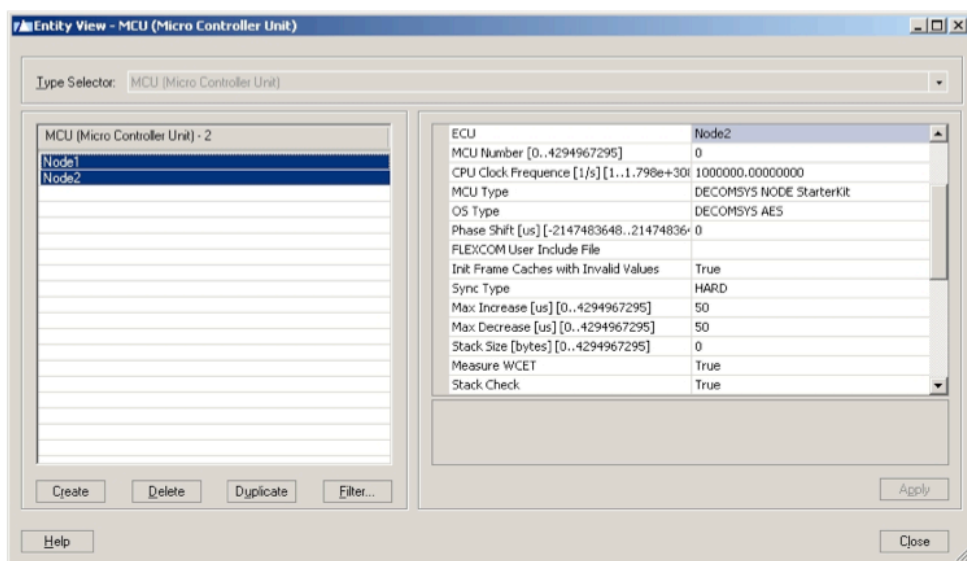 Entity View - MCU (Micro Controller Unit)
Type Selector: MCU (Micro Controller Unit)
MCU (Micro Controller Unit) - 2
Node1
Node2
ECU Node2
MCU Number [0..4294967295] 0
CPU Clock Frequence [1/s] [1..1.798e+308 1000000.00000000
MCU Type DECOMSYS NODE StarterKit
OS Type DECOMSYS AES
Phase Shift [us] [-2147483648..214748364 0
FLEXCOM User Include File
Init Frame Caches with Invalid Values True
Sync Type HARD
Max Increase [us] [0..4294967295] 50
Max Decrease [us] [0..4294967295] 50
Stack Size [bytes] [0..4294967295] 0
Measure WCET True
Stack Check True
Create Delete Duplicate Filter... Apply
Help Close